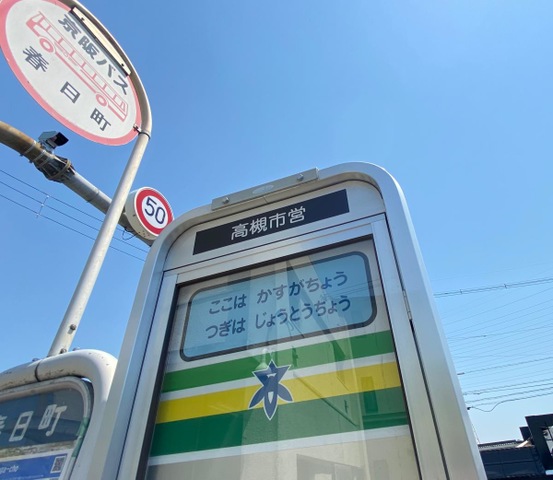 京阪バス
春日町
50
高槻市営
ここは かすがちょう
つぎは じょうとうちょう
春日町